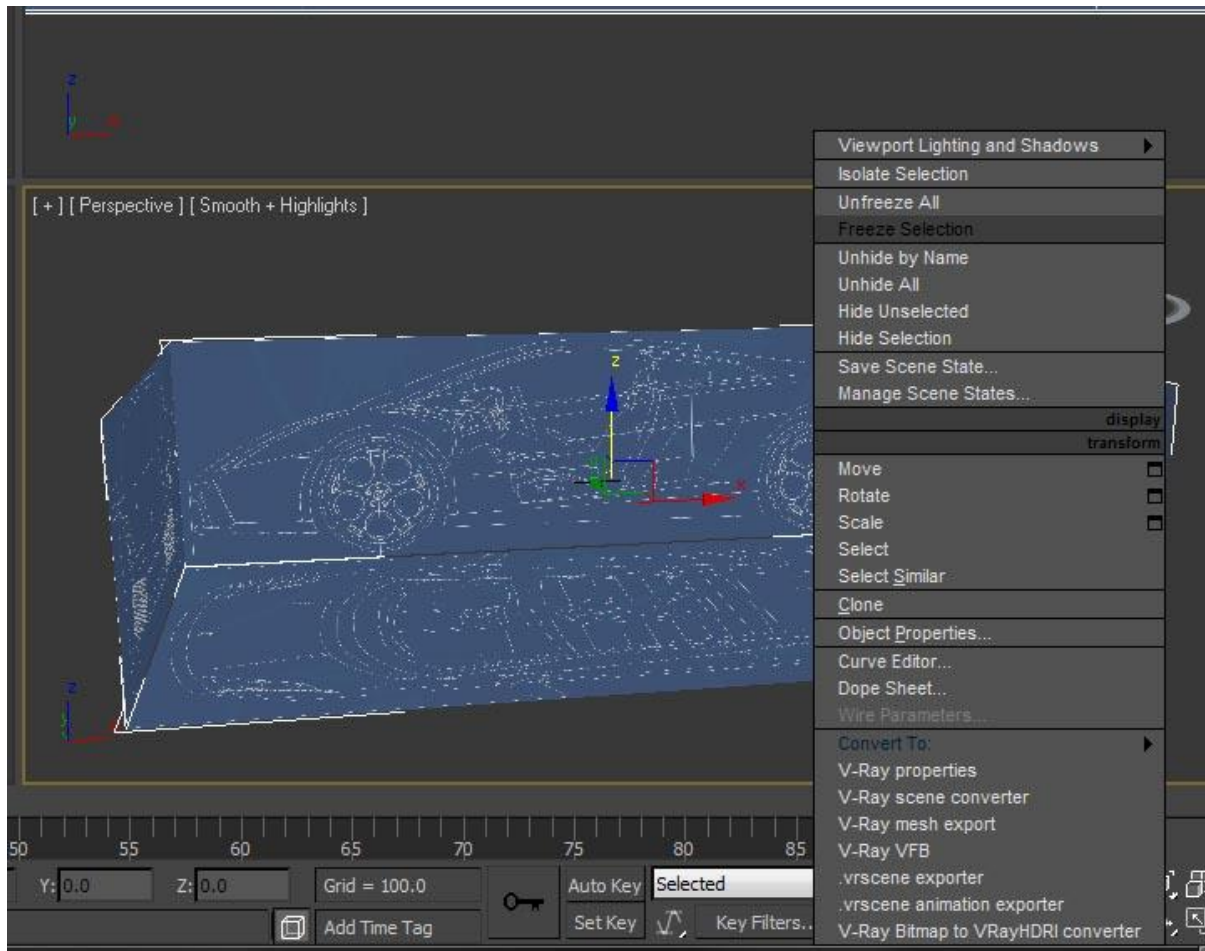 z
y x
[ + ] [ Perspective ] [ Smooth + Highlights ]
z
x
z
y
Viewport Lighting and Shadows
Isolate Selection
Unfreeze All
Freeze Selection
Unhide by Name
Unhide All
Hide Unselected
Hide Selection
Save Scene State...
Manage Scene States...
display
transform
Move
Rotate
Scale
Select
Select Similar
Clone
Object Properties...
Curve Editor...
Dope Sheet...
Wire Parameters...
Convert To:
V-Ray properties
V-Ray scene converter
V-Ray mesh export
V-Ray VFB
.vrscene exporter
.vrscene animation exporter
V-Ray Bitmap to VRayHDRI converter
50 55 60 65 70 75 80 85
Y: 0.0 Z: 0.0 Grid = 100.0 Auto Key Selected
Add Time Tag Set Key Key Filters..